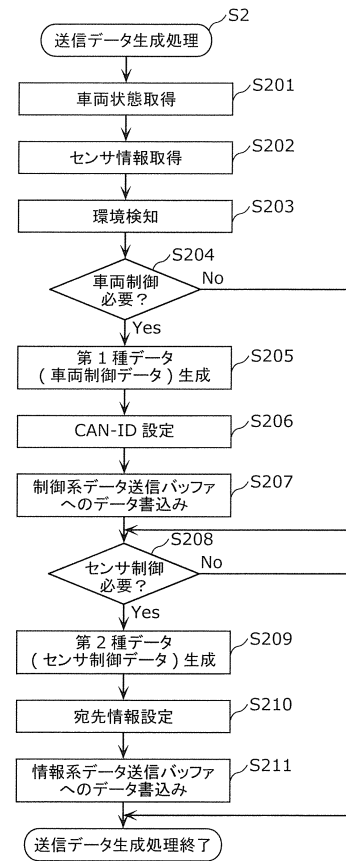 S2
送信データ生成処理
S201
車両状態取得
S202
センサ情報取得
S203
環境検知
S204
車両制御
必要？
No
Yes
S205
第１種データ
( 車両制御データ ) 生成
S206
CAN-ID 設定
S207
制御系データ送信バッファ
へのデータ書込み
S208
センサ制御
必要？
No
Yes
S209
第２種データ
( センサ制御データ ) 生成
S210
宛先情報設定
S211
情報系データ送信バッファ
へのデータ書込み
送信データ生成処理終了